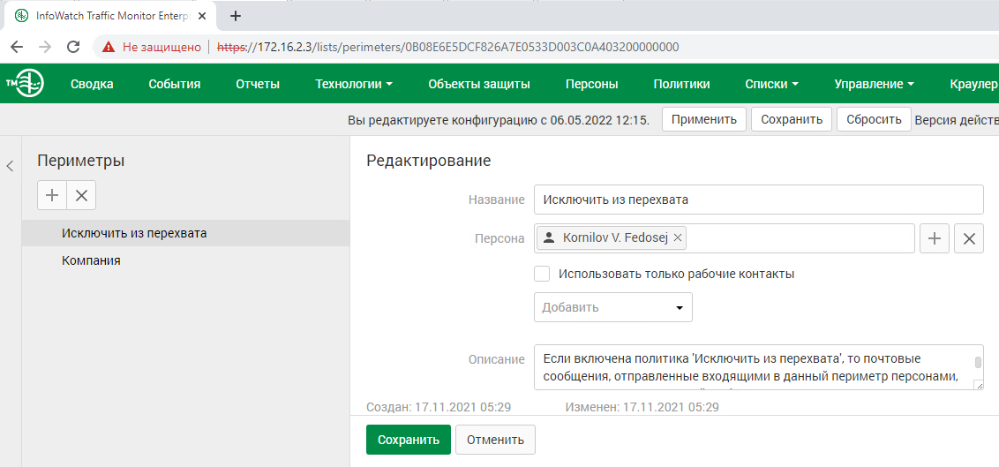 InfoWatch Traffic Monitor Enterp
Не защищено https://172.16.2.3/lists/perimeters/0B08E6E5DCF826A7E0533D003C0A403200000000
TM Сводка События Отчеты Технологии Объекты защиты Персоны Политики Списки Управление Краулер
Вы редактируете конфигурацию с 06.05.2022 12:15. Применить Сохранить Сбросить Версия действ
Периметры
Исключить из перехвата
Компания
Редактирование
Название Исключить из перехвата
Персона Kornilov V. Fedosej
Использовать только рабочие контакты
Добавить
Описание Если включена политика 'Исключить из перехвата', то почтовые
сообщения, отправленные входящими в данный периметр персонами,
Создан: 17.11.2021 05:29 Изменен: 17.11.2021 05:29
Сохранить Отменить